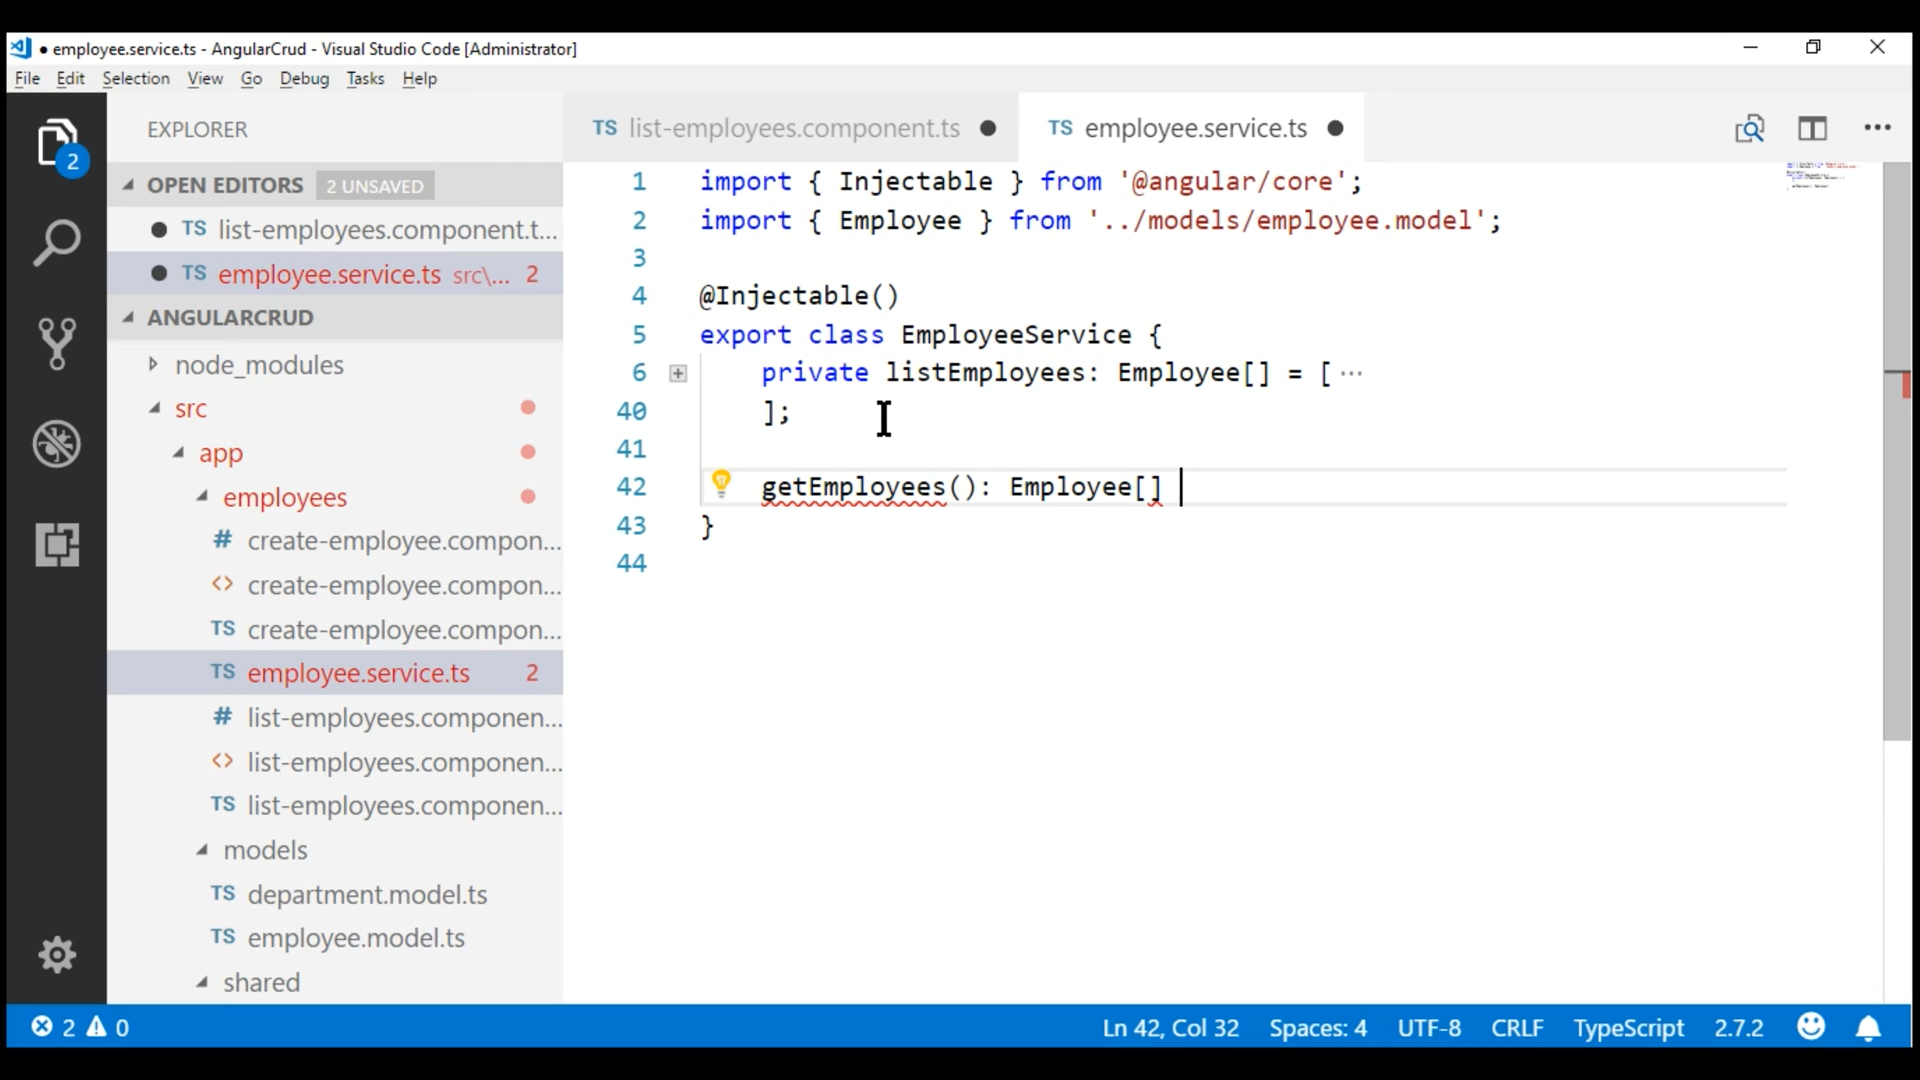 employee.service.ts - AngularCrud - Visual Studio Code [Administrator]
File Edit Selection View Go Debug Tasks Help
2
EXPLORER
OPEN EDITORS 2 UNSAVED
TS list-employees.component.t...
TS employee.service.ts src\... 2
ANGULARCRUD
node_modules
src
app
employees
# create-employee.compon...
<> create-employee.compon...
TS create-employee.compon...
TS employee.service.ts 2
# list-employees.componen...
<> list-employees.componen...
TS list-employees.componen...
models
TS department.model.ts
TS employee.model.ts
shared
TS list-employees.component.ts
TS employee.service.ts
1 import { Injectable } from '@angular/core';
2 import { Employee } from '../models/employee.model';
3
4 @Injectable()
5 export class EmployeeService {
6 private listEmployees: Employee[] = [ ...
40 ];
41
42 getEmployees(): Employee[]
43 }
44
2 0 Ln 42, Col 32 Spaces: 4 UTF-8 CRLF TypeScript 2.7.2